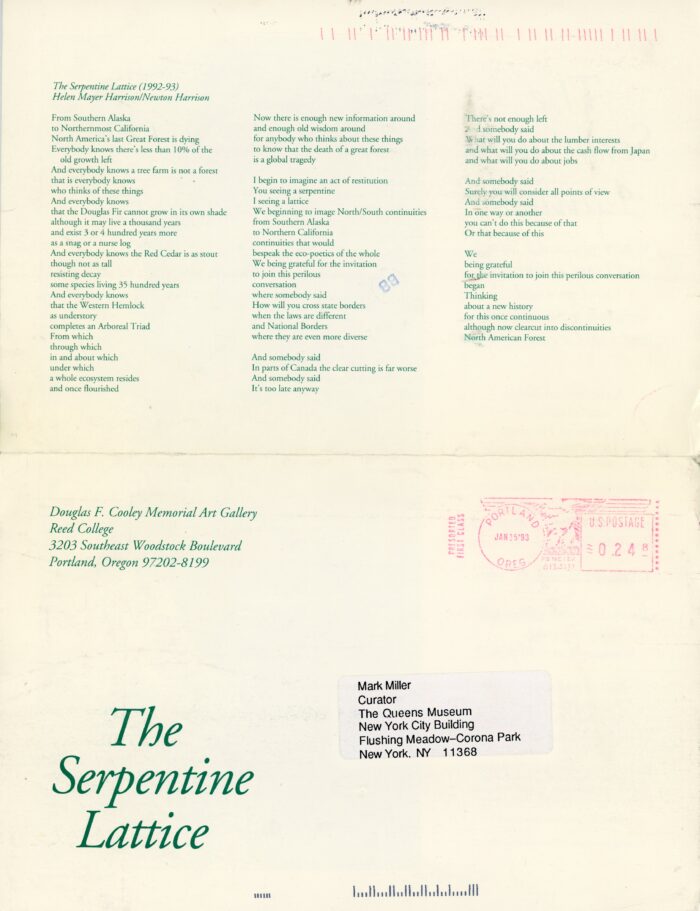 The Serpentine Lattice (1992-93)
Helen Mayer Harrison/Newton Harrison
From Southern Alaska
to Northernmost California
North America's last Great Forest is dying
Everybody knows there's less than 10% of the
old growth left
And everybody knows a tree farm is not a forest
that is everybody knows
who thinks of these things
And everybody knows
that the Douglas Fir cannot grow in its own shade
although it may live a thousand years
and exist 3 or 4 hundred years more
as a snag or a nurse log
And everybody knows the Red Cedar is as stout
though not as tall
resisting decay
some species living 35 hundred years
And everybody knows
that the Western Hemlock
as understory
completes an Arboreal Triad
From which
through which
in and about which
under which
a whole ecosystem resides
and once flourished
Now there is enough new information around
and enough old wisdom around
for anybody who thinks about these things
to know that the death of a great forest
is a global tragedy
I begin to imagine an act of restitution
You seeing a serpentine
I seeing a lattice
We beginning to image North/South continuities
from Southern Alaska
to Northern California
continuities that would
bespeak the eco-poetics of the whole
We being grateful for the invitation
to join this perilous
conversation
where somebody said
How will you cross state borders
when the laws are different
and National Borders
where they are even more diverse
And somebody said
In parts of Canada the clear cutting is far worse
And somebody said
It's too late anyway
There's not enough left
And somebody said
What will you do about the lumber interests
and what will you do about the cash flow from Japan
and what will you do about jobs
And somebody said
Surely you will consider all points of view
And somebody said
In one way or another
you can't do this because of that
Or that because of this
We
being grateful
for the invitation to join this perilous conversation
began
Thinking
about a new history
for this once continuous
although now clearcut into discontinuities
North American Forest
88
Douglas F. Cooley Memorial Art Gallery
Reed College
3203 Southeast Woodstock Boulevard
Portland, Oregon 97202-8199
PRESORTED
FIRST CLASS
PORTLAND
JAN 15'93
OREG
U.S. POSTAGE
0.24
Mark Miller
Curator
The Queens Museum
New York City Building
Flushing Meadow–Corona Park
New York, NY 11368
The
Serpentine
Lattice